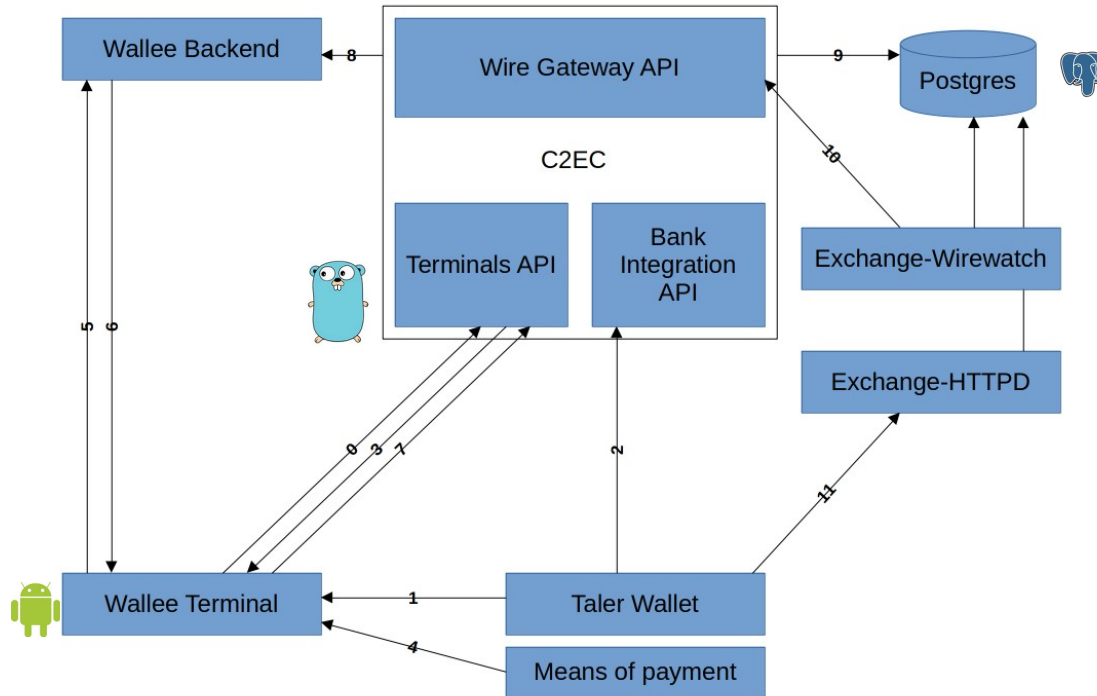 Wallee Backend
8
Wire Gateway API
9
Postgres
10
C2EC
Terminals API
Bank
Integration
API
Exchange-Wirewatch
5
6
Exchange-HTTPD
0
3
7
2
11
Wallee Terminal
1
Taler Wallet
4
Means of payment